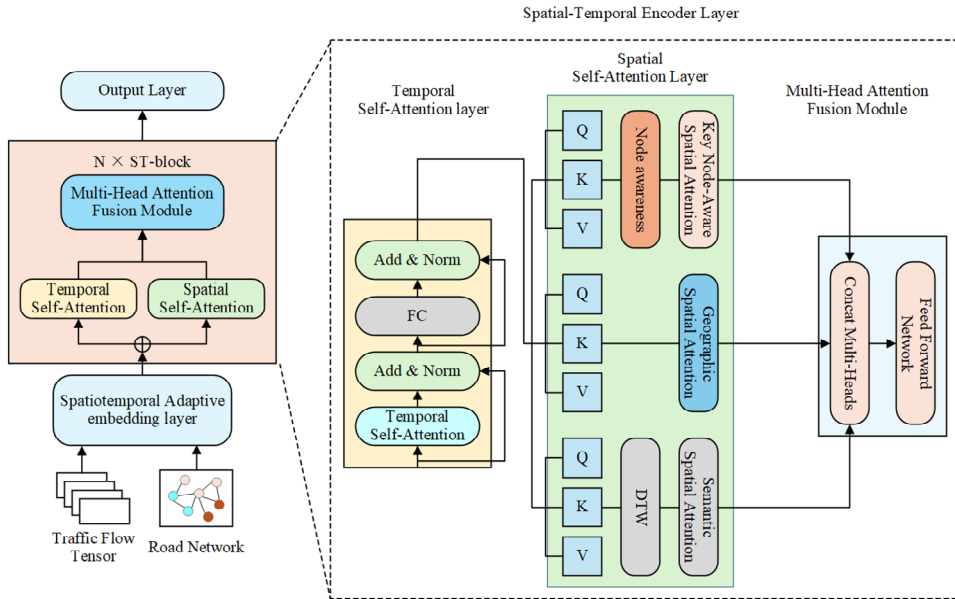 Spatial-Temporal Encoder Layer
Output Layer
N × ST-block
Multi-Head Attention
Fusion Module
Temporal
Self-Attention
Spatial
Self-Attention
Spatiotemporal Adaptive
embedding layer
Traffic Flow
Tensor
Road Network
Temporal
Self-Attention layer
Add & Norm
FC
Add & Norm
Temporal
Self-Attention
Spatial
Self-Attention Layer
Q
K
V
Node awareness
Key Node-Aware
Spatial Attention
Q
K
V
Geographic
Spatial Attention
Q
K
V
DTW
Semantic
Spatial Attention
Multi-Head Attention
Fusion Module
Concat Multi-Heads
Feed Forward
Network